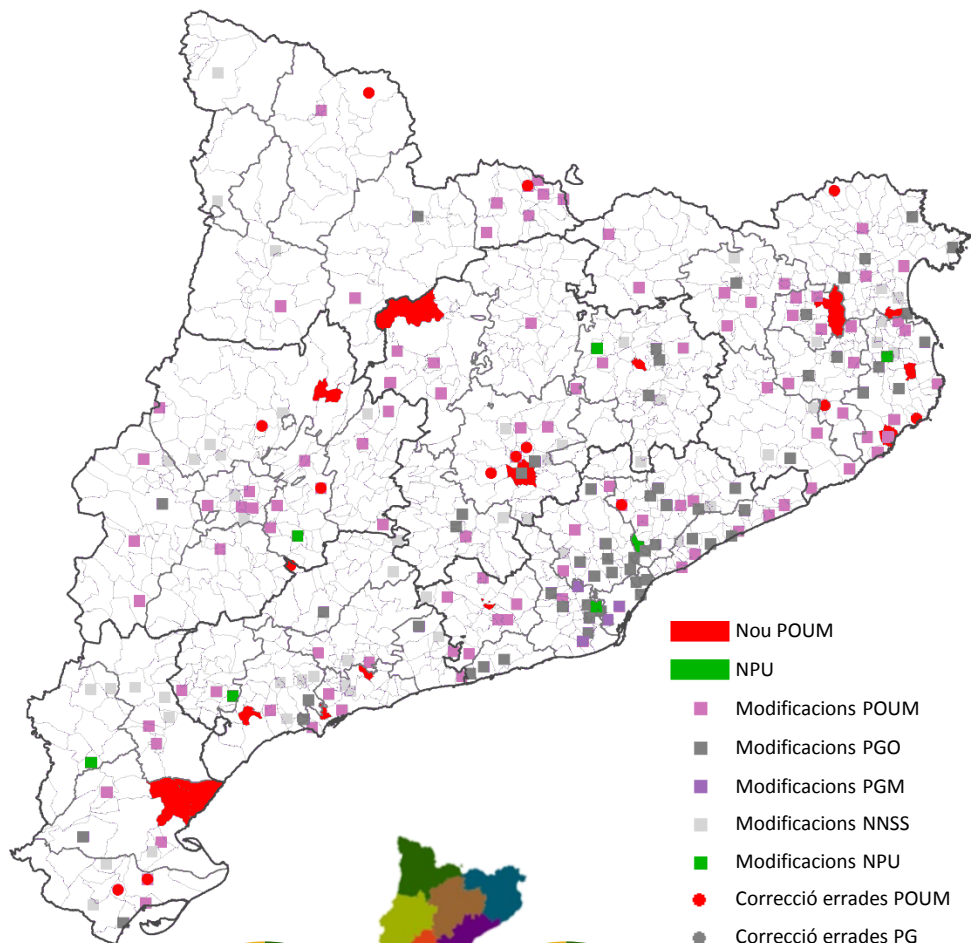 Nou POUM
NPU
Modificacions POUM
Modificacions PGO
Modificacions PGM
Modificacions NNSS
Modificacions NPU
Correcció errades POUM
Correcció errades PG